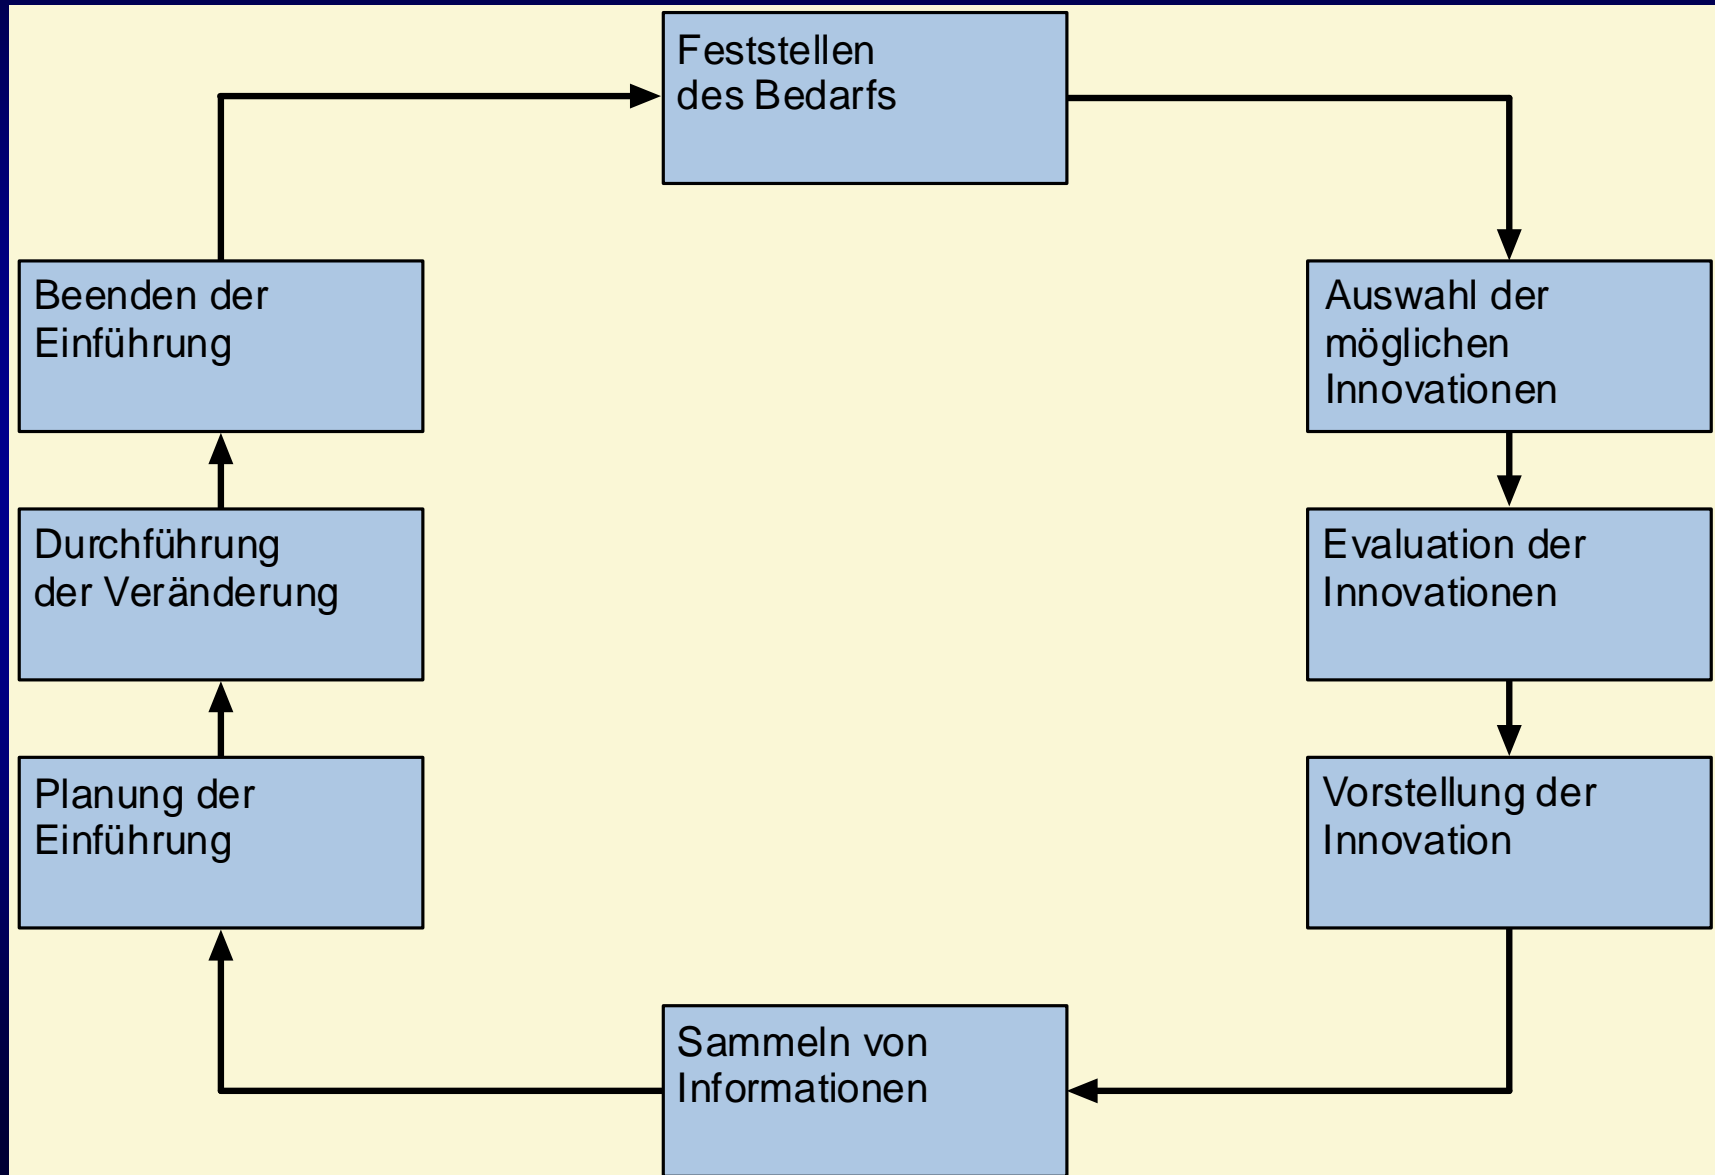 Feststellen
des Bedarfs
Auswahl der
möglichen
Innovationen
Evaluation der
Innovationen
Vorstellung der
Innovation
Sammeln von
Informationen
Planung der
Einführung
Durchführung
der Veränderung
Beenden der
Einführung